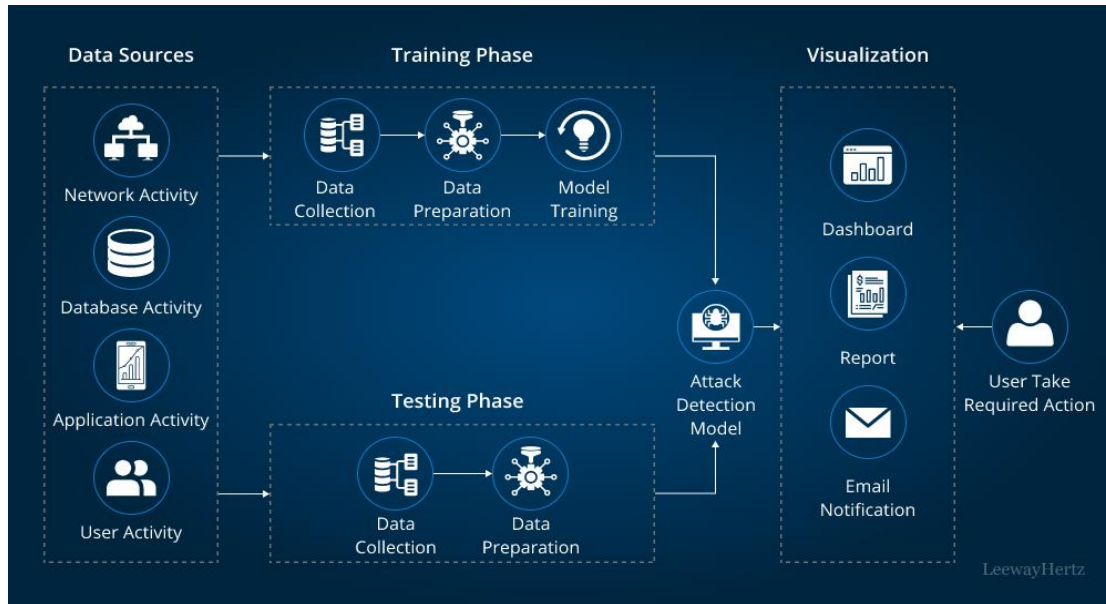 Data Sources
Network Activity
Database Activity
Application Activity
User Activity
Training Phase
Data
Collection
Data
Preparation
Model
Training
Testing Phase
Data
Collection
Data
Preparation
Attack
Detection
Model
Visualization
Dashboard
Report
Email
Notification
User Take
Required Action
LeewayHertz